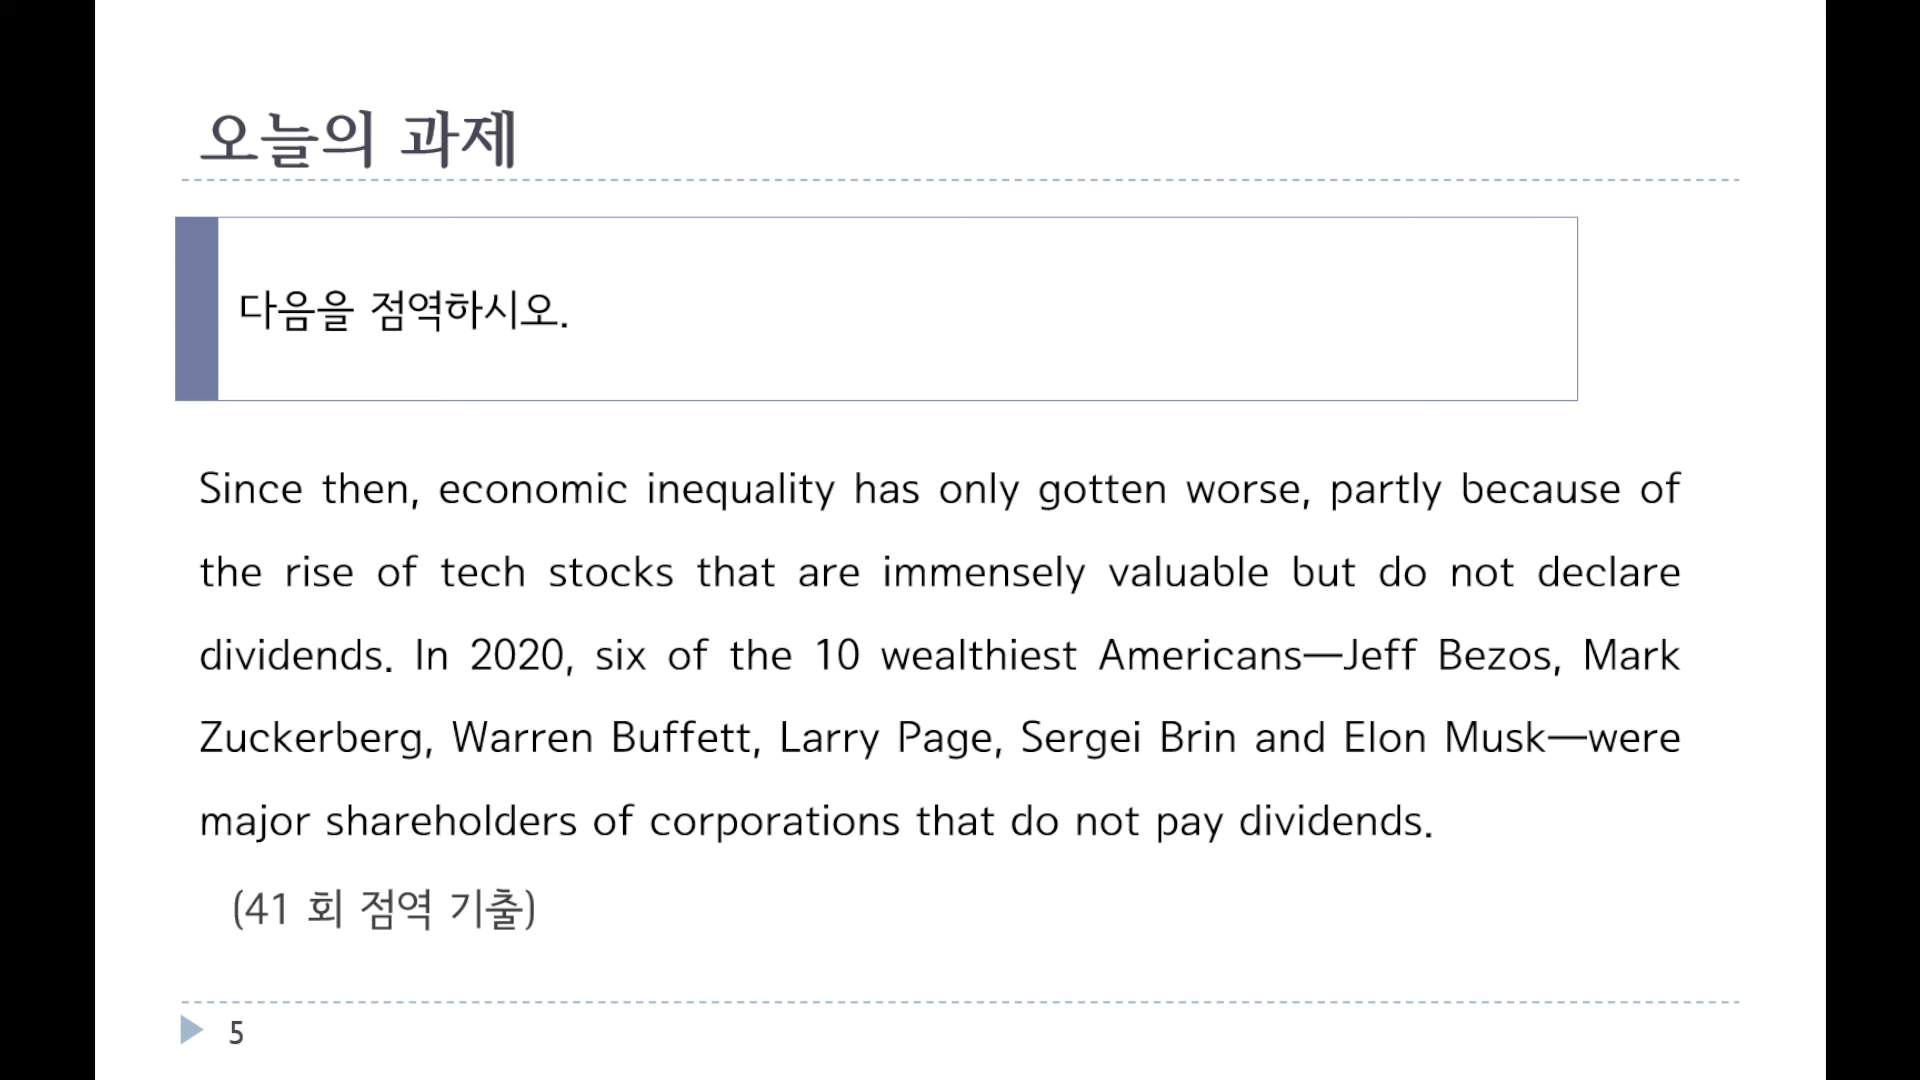 오늘의 과제
다음을 점역하시오.
Since then, economic inequality has only gotten worse, partly because of
the rise of tech stocks that are immensely valuable but do not declare
dividends. In 2020, six of the 10 wealthiest Americans—Jeff Bezos, Mark
Zuckerberg, Warren Buffett, Larry Page, Sergei Brin and Elon Musk—were
major shareholders of corporations that do not pay dividends.
(41 회 점역 기출)
5